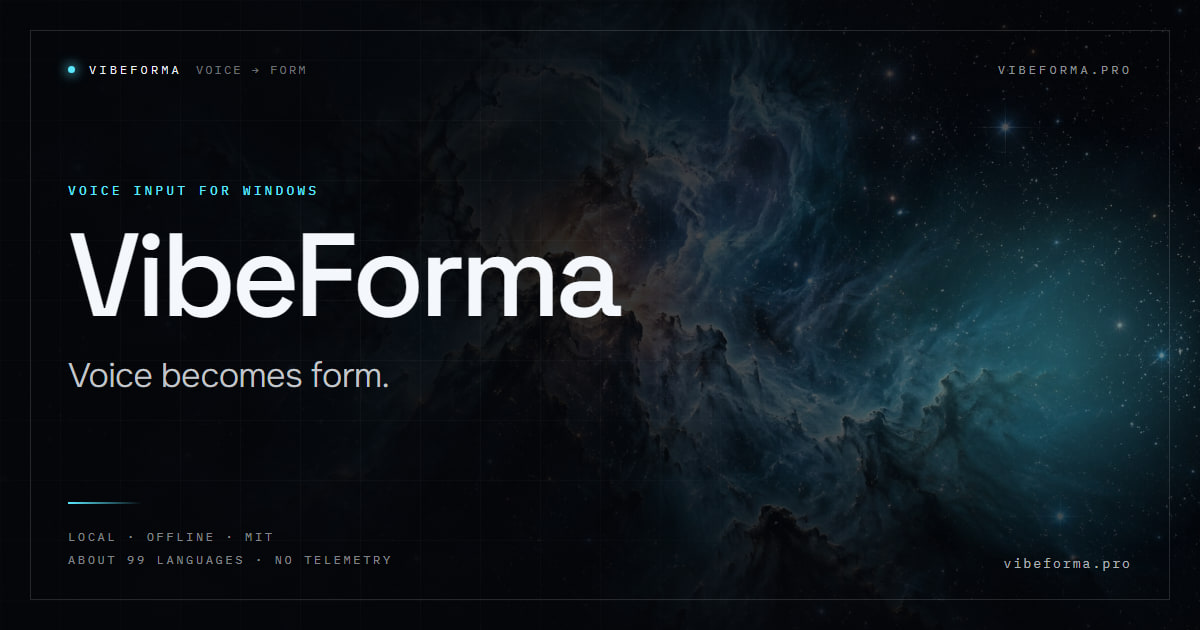 VIBEFORMA VOICE → FORM
VIBEFORMA.PRO
VOICE INPUT FOR WINDOWS
VibeForma
Voice becomes form.
LOCAL · OFFLINE · MIT
ABOUT 99 LANGUAGES · NO TELEMETRY
vibeforma.pro